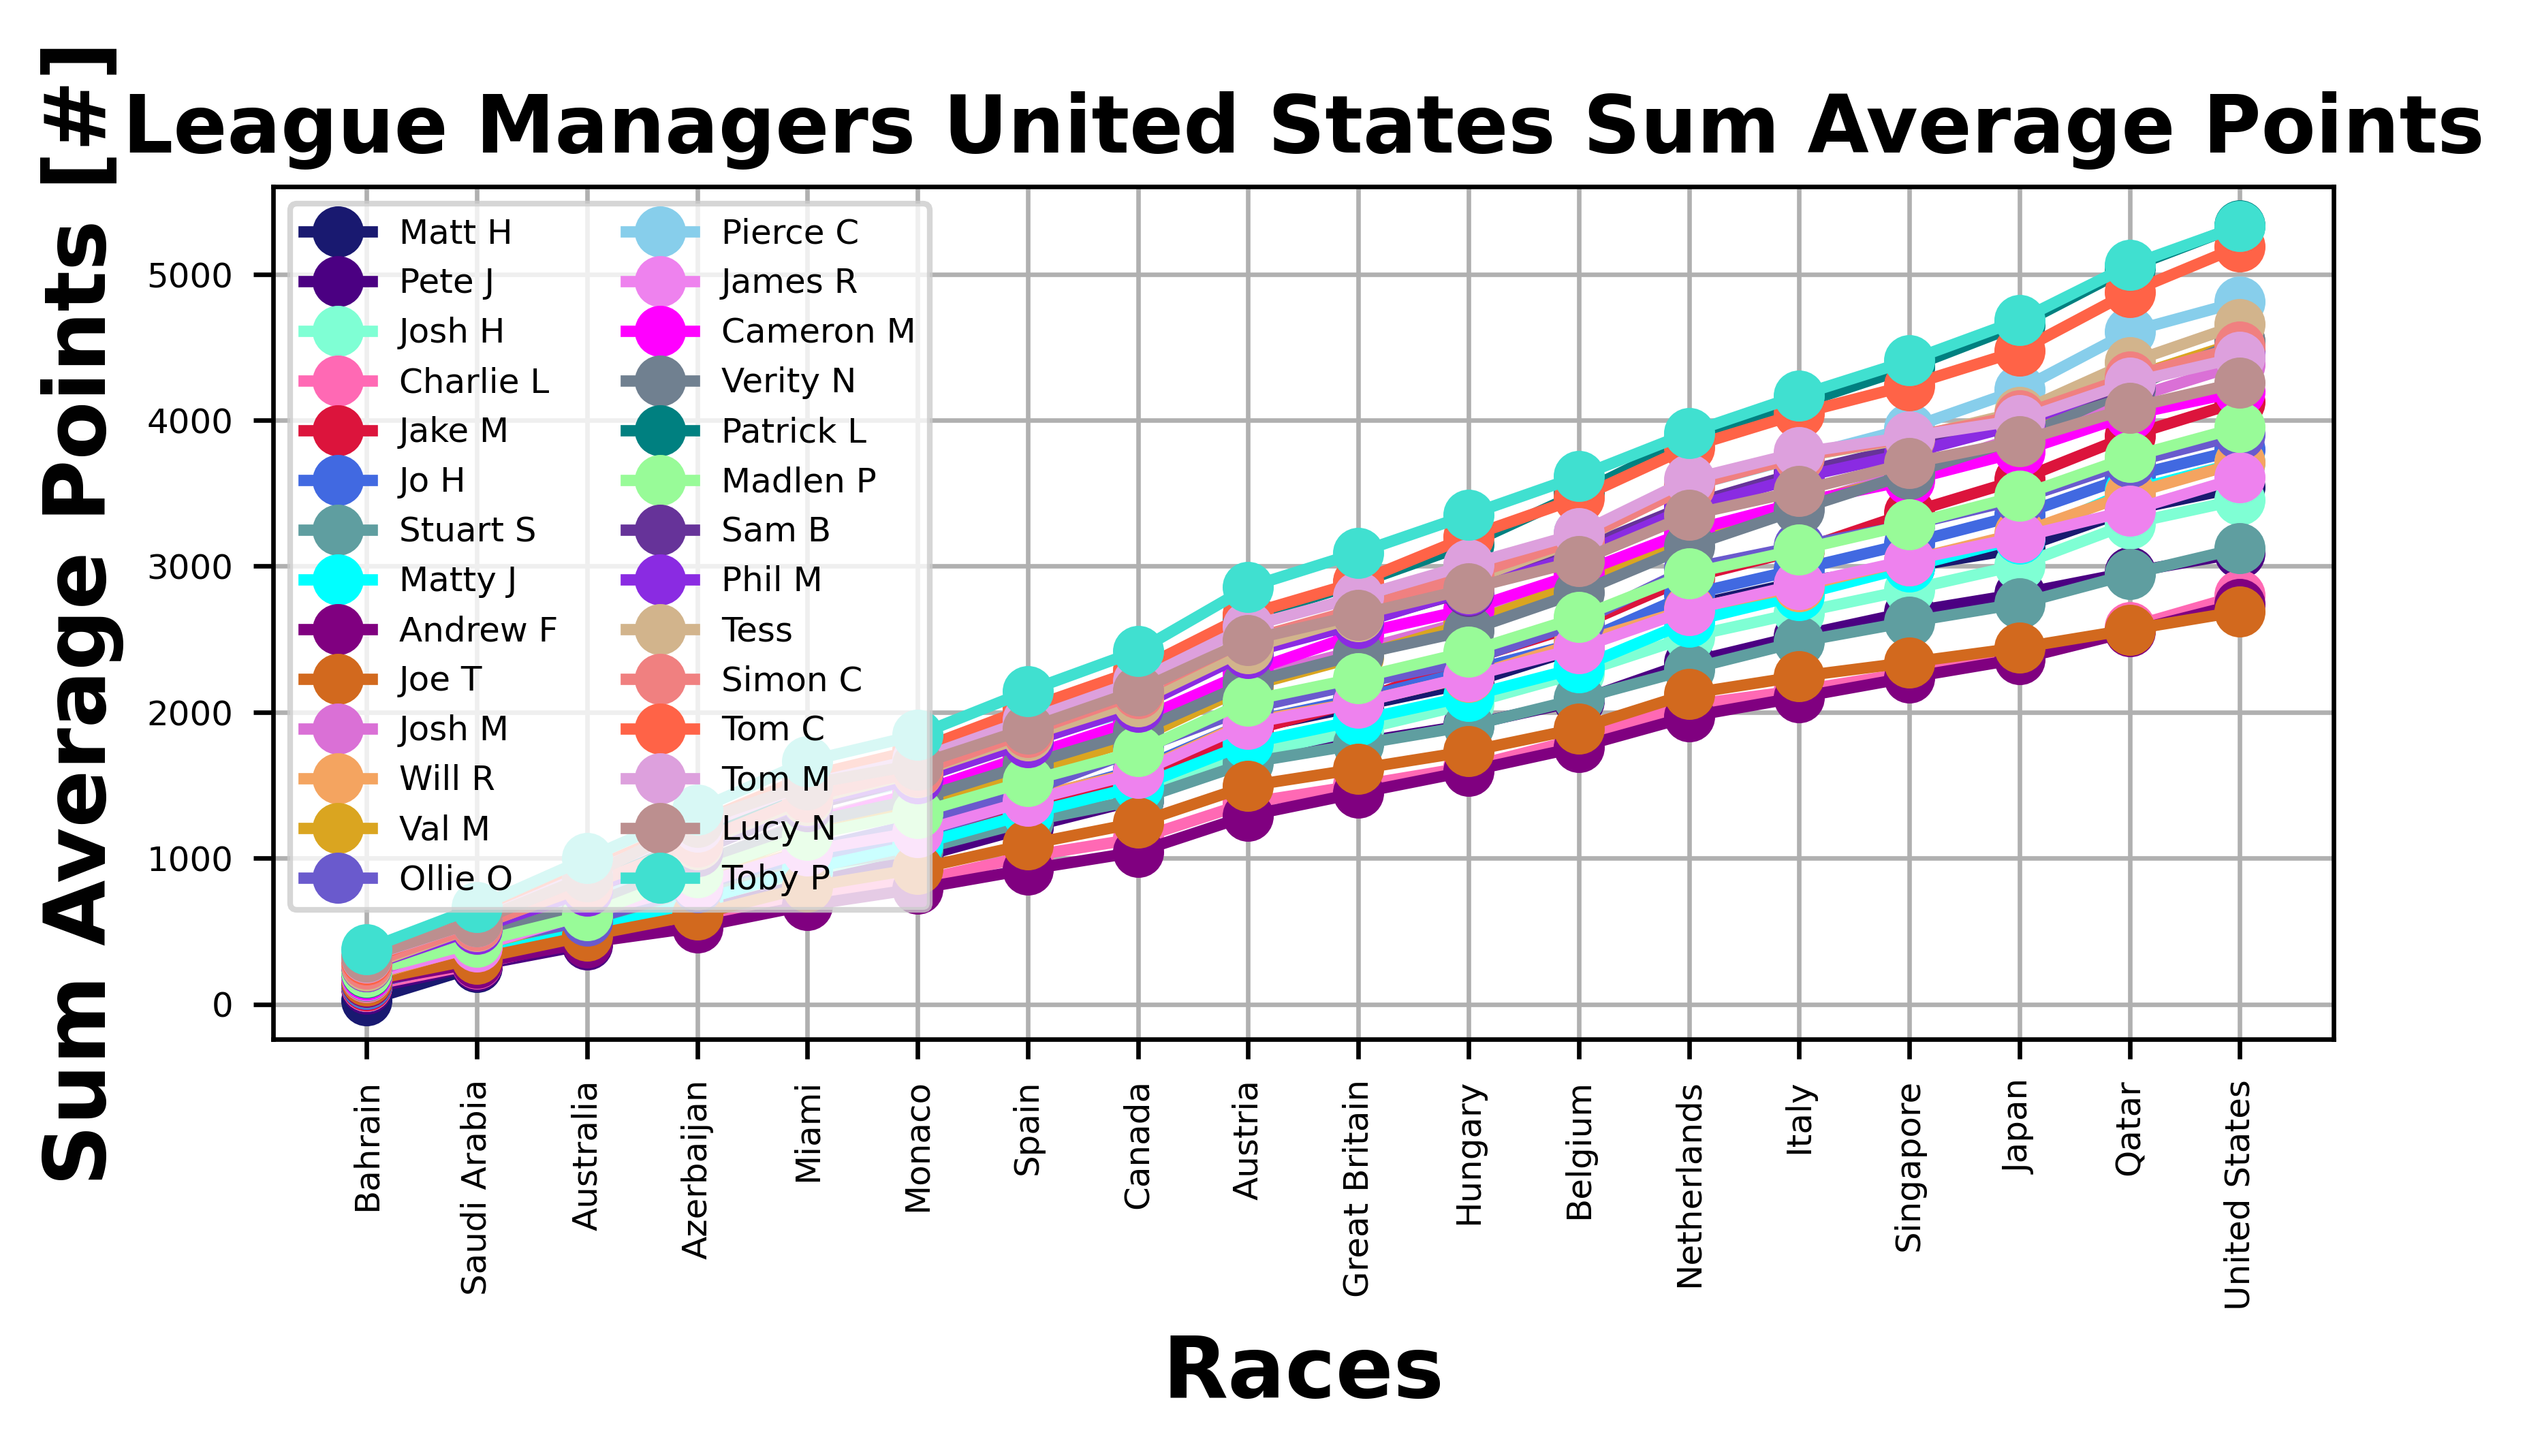 League Managers United States Sum Average Points
Sum Average Points [#]
5000
4000
3000
2000
1000
0
Matt H
Pete J
Josh H
Charlie L
Jake M
Jo H
Stuart S
Matty J
Andrew F
Joe T
Josh M
Will R
Val M
Ollie O
Pierce C
James R
Cameron M
Verity N
Patrick L
Madlen P
Sam B
Phil M
Tess
Simon C
Tom C
Tom M
Lucy N
Toby P
Bahrain
Saudi Arabia
Australia
Azerbaijan
Miami
Monaco
Spain
Canada
Austria
Great Britain
Hungary
Belgium
Netherlands
Italy
Singapore
Japan
Qatar
United States
Races